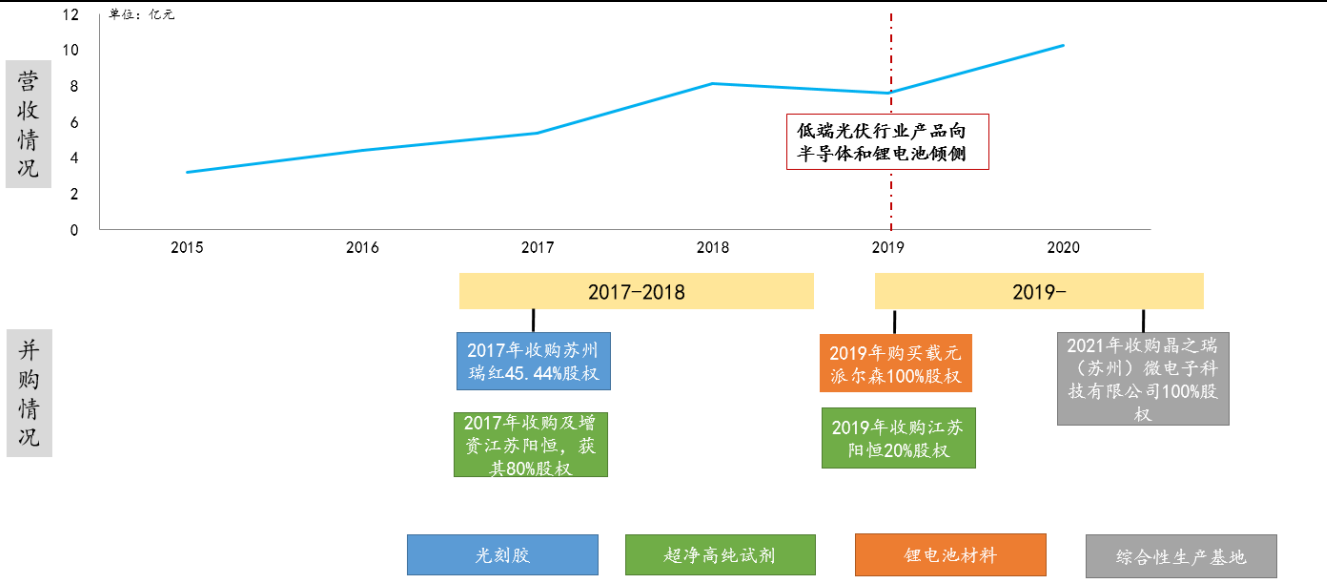 单位：亿元
12
10
8
6
4
2
0
营
收
情
况
低端光伏行业产品向
半导体和锂电池倾侧
2015
2016
2017
2018
2019
2020
2017-2018
2019-
并
购
情
况
2017年收购苏州
瑞红45.44%股权
2017年收购及增
资江苏阳恒，获
其80%股权
2019年购买载元
派尔森100%股权
2019年收购江苏
阳恒20%股权
2021年收购晶之瑞
（苏州）微电子科
技有限公司100%股
权
光刻胶
超净高纯试剂
锂电池材料
综合性生产基地